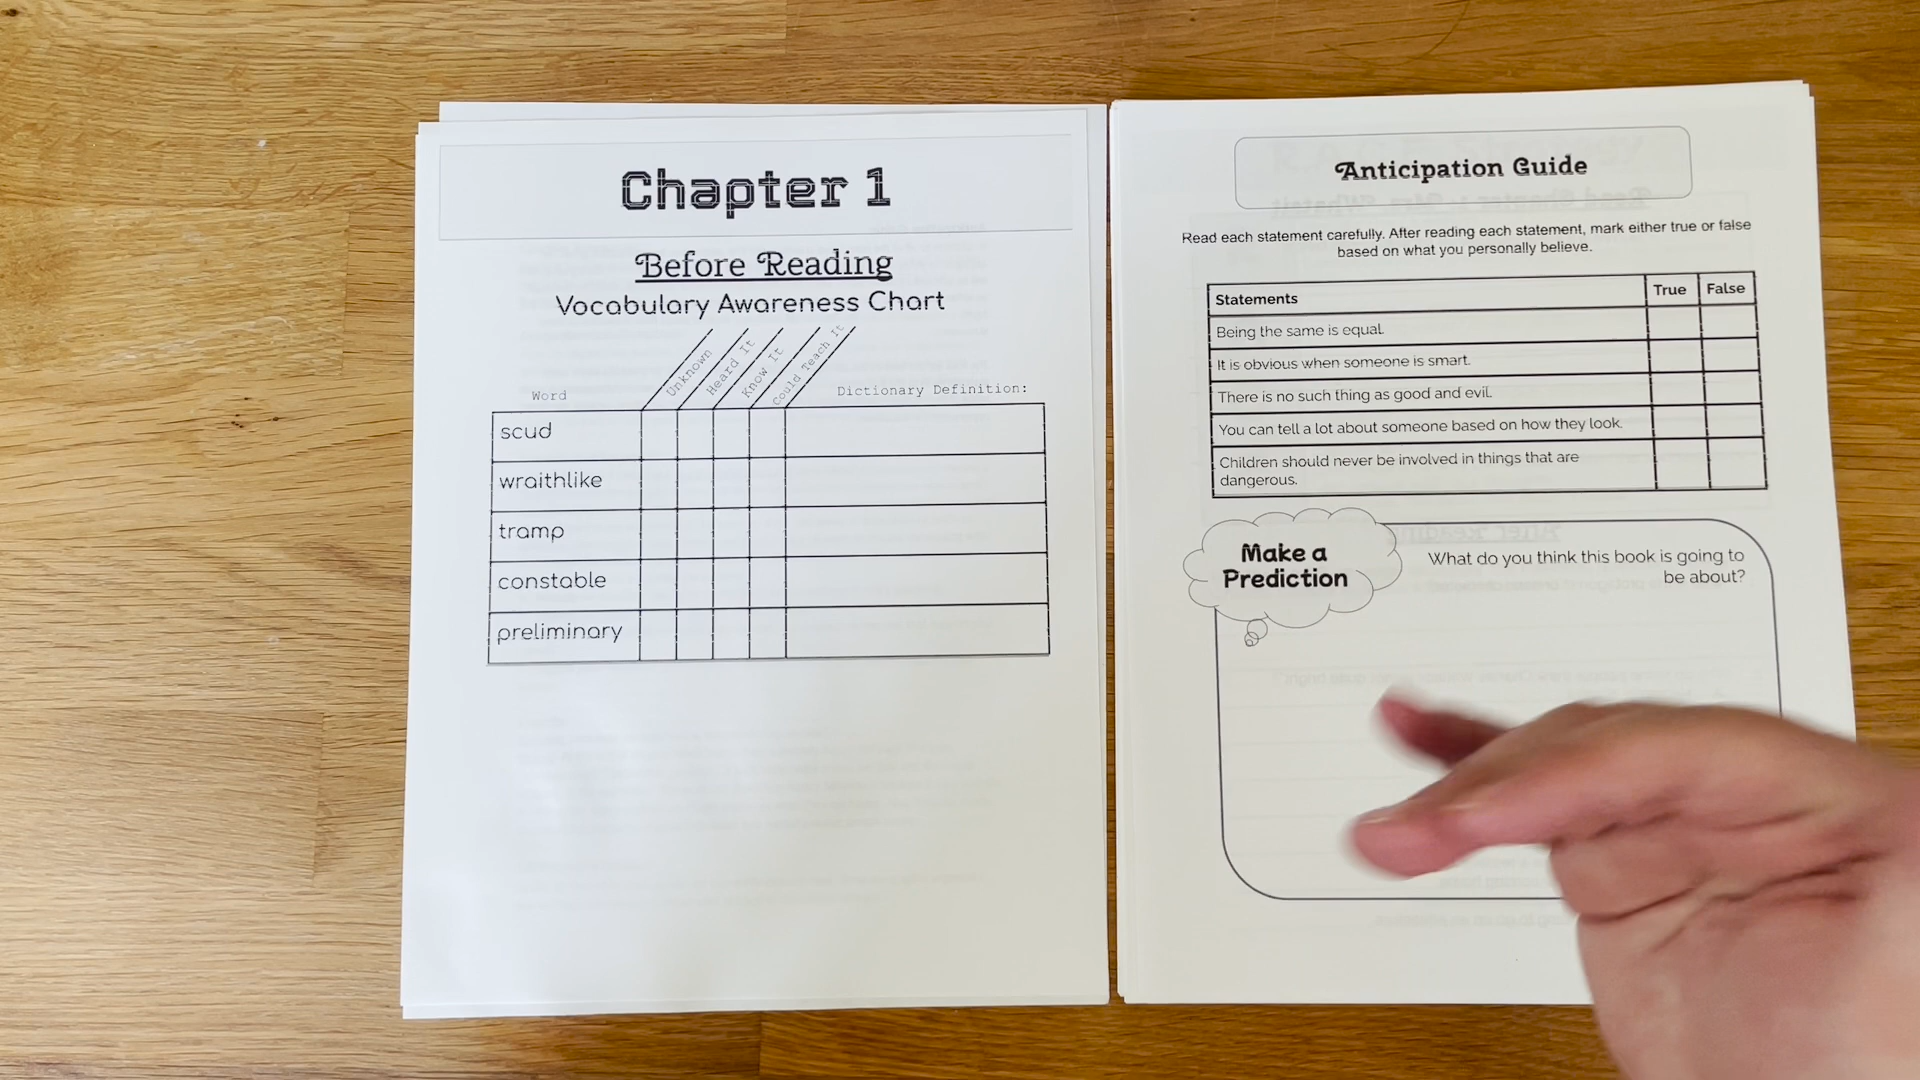 Chapter 1
Before Reading
Vocabulary Awareness Chart
Word
Unknown
Heard It
Know It
Could Teach It
Dictionary Definition:
scud
wraithlike
tramp
constable
preliminary
Anticipation Guide
Read each statement carefully. After reading each statement, mark either true or false
based on what you personally believe.
Statements
True
False
Being the same is equal.
It is obvious when someone is smart.
There is no such thing as good and evil.
You can tell a lot about someone based on how they look.
Children should never be involved in things that are
dangerous.
Make a
Prediction
What do you think this book is going to
be about?